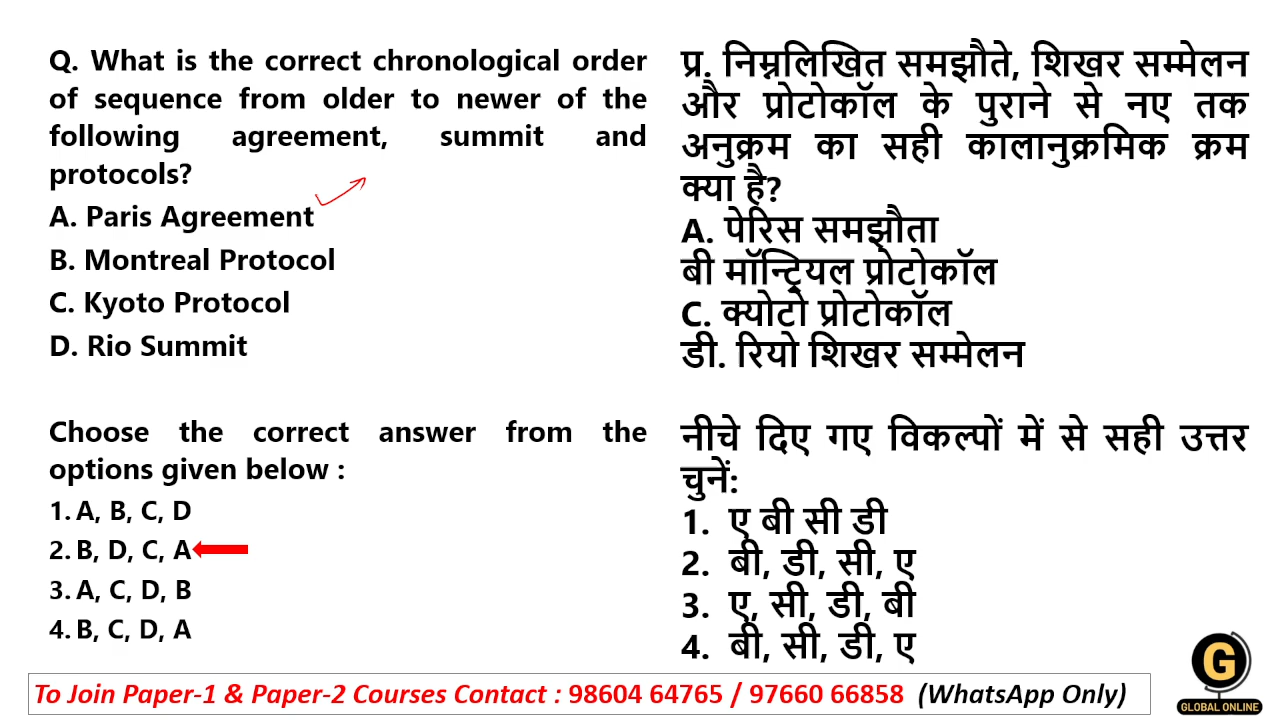 Q. What is the correct chronological order
of sequence from older to newer of the
following agreement, summit and
protocols?
A. Paris Agreement
B. Montreal Protocol
C. Kyoto Protocol
D. Rio Summit
Choose the correct answer from the
options given below :
1. A, B, C, D
2. B, D, C, A
3. A, C, D, B
4. B, C, D, A
प्र. निम्नलिखित समझौते, शिखर सम्मेलन
और प्रोटोकॉल के पुराने से नए तक
अनुक्रम का सही कालानुक्रमिक क्रम
क्या है?
A. पेरिस समझौता
बी मॉन्ट्रियल प्रोटोकॉल
C. क्योटो प्रोटोकॉल
डी. रियो शिखर सम्मेलन
नीचे दिए गए विकल्पों में से सही उत्तर
चुनें:
1. ए बी सी डी
2. बी, डी, सी, ए
3. ए, सी, डी, बी
4. बी, सी, डी, ए
To Join Paper-1 & Paper-2 Courses Contact : 98604 64765 / 97660 66858 (WhatsApp Only)
G
GLOBAL ONLINE